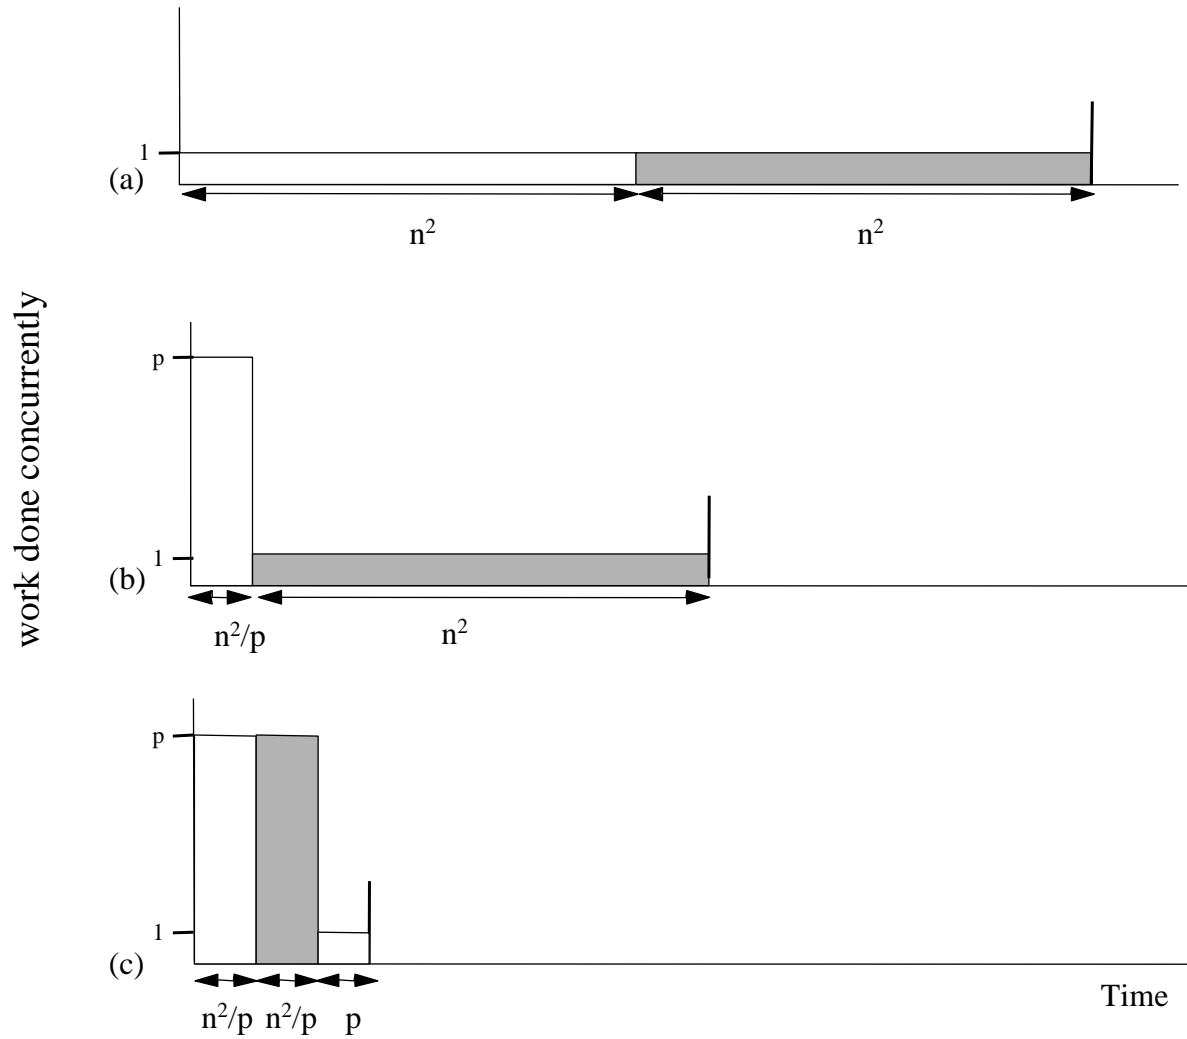 work done concurrently
1
(a)
n² n²
p
1
(b)
n²/p n²
p
1
(c)
n²/p n²/p p
Time